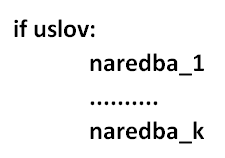 if uslov:
naredba_1
..........
naredba_k